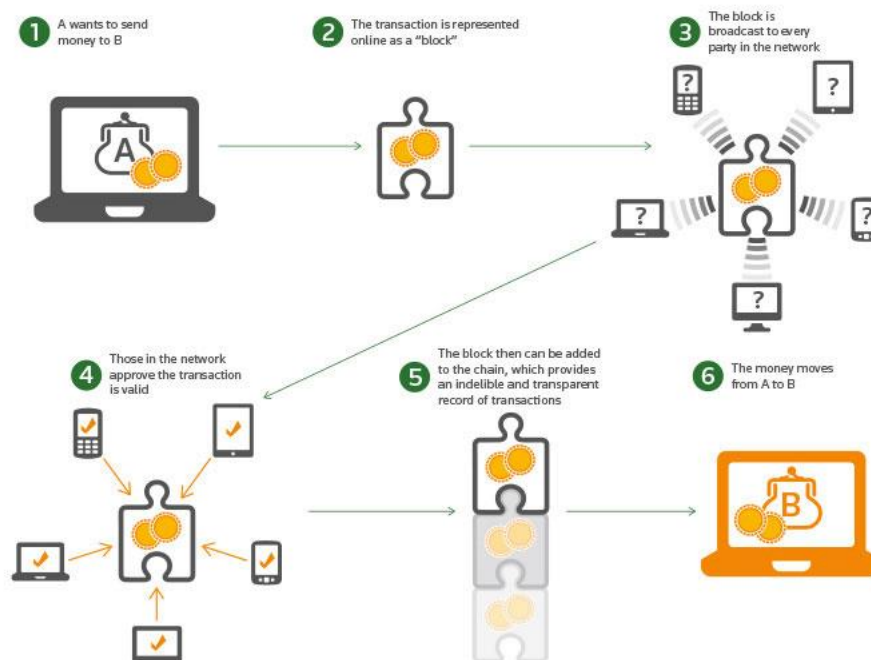 1 A wants to send
money to B
2 The transaction is represented
online as a “block”
3 The block is
broadcast to every
party in the network
A
?
?
?
?
?
4 Those in the network
approve the transaction
is valid
5 The block then can be added
to the chain, which provides
an indelible and transparent
record of transactions
6 The money moves
from A to B
B